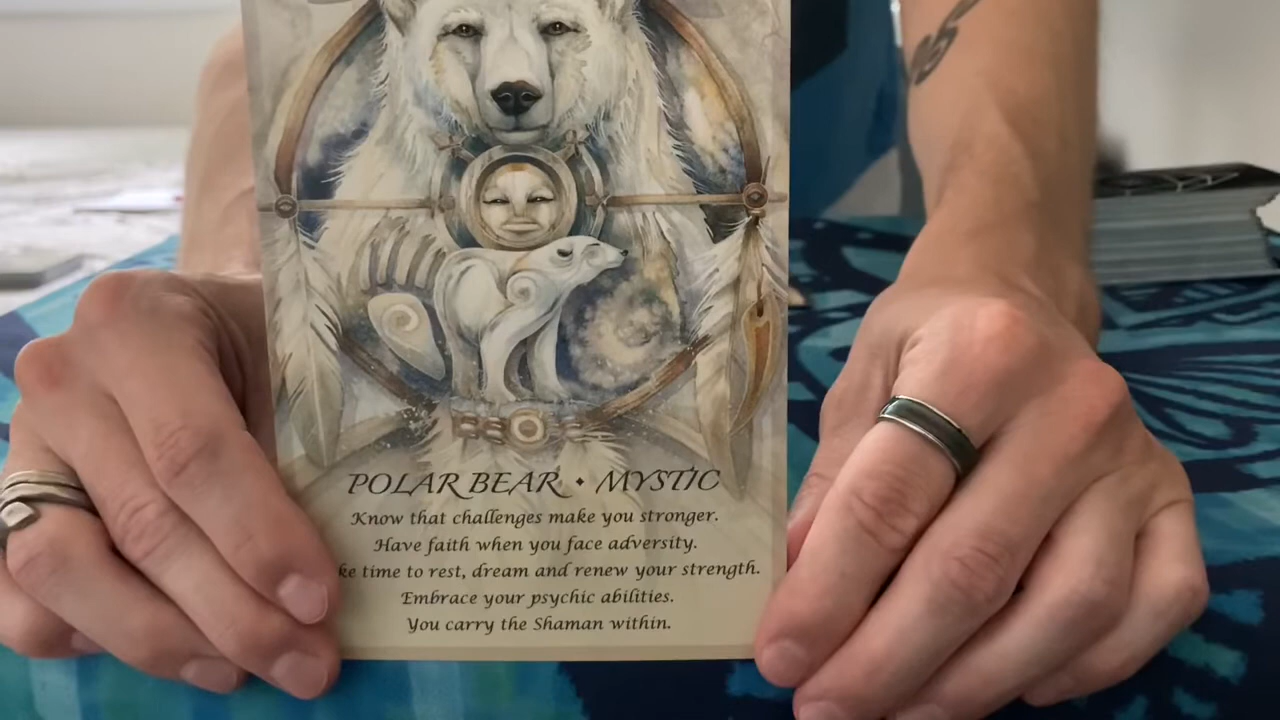 POLAR BEAR • MYSTIC
Know that challenges make you stronger.
Have faith when you face adversity.
ke time to rest, dream and renew your strength.
Embrace your psychic abilities.
You carry the Shaman within.